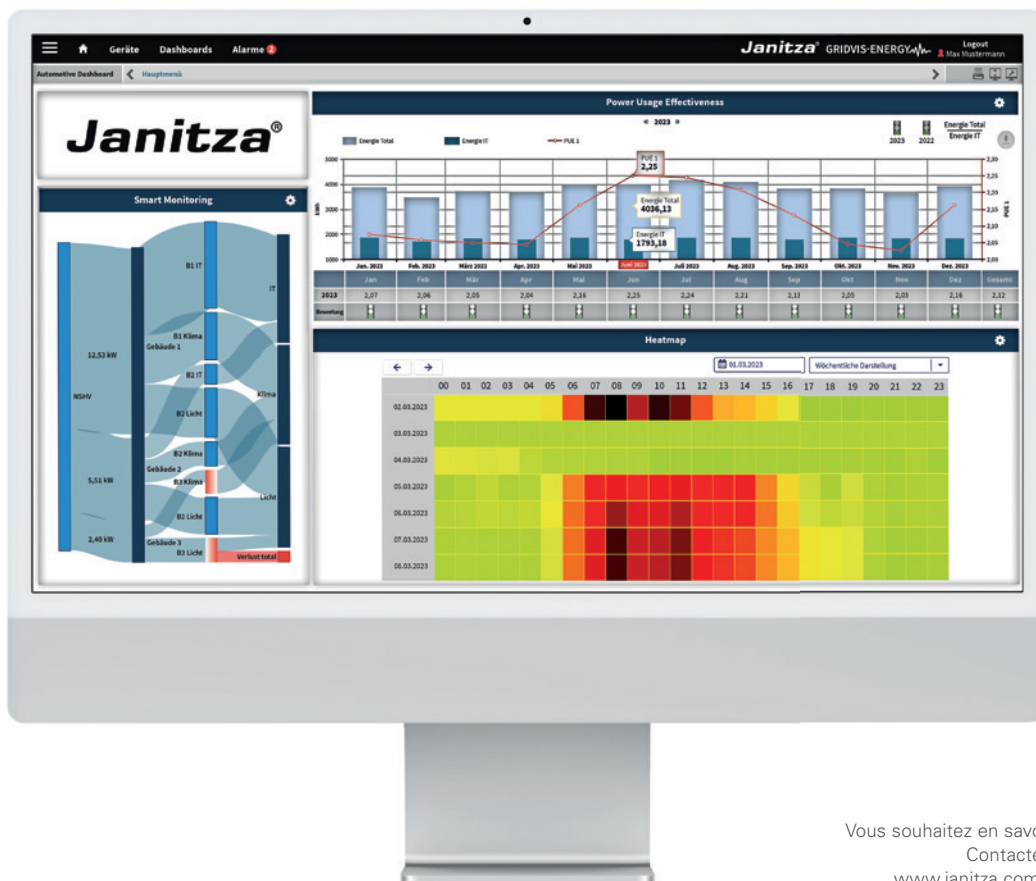 Geräte Dashboards Alarme 2
Janitza® GRIDVIS-ENERGY
Logout
Max Mustermann
Automotive Dashboard Hauptmenü
Janitza®
Smart Monitoring
B1 IT
IT
B1 Klima
Gebäude 1
12,53 kW
B2 IT
NSHV
Klima
B2 Licht
B2 Klima
Gebäude 2
5,51 kW
B3 Klima
Licht
B2 Licht
2,40 kW
Gebäude 3
B3 Licht
Verlust total
Power Usage Effectiveness
« 2023 »
Energie Total Energie IT PUE 1
2023 2022
Energie Total
Energie IT
PUE 1
2,25
Energie Total
4036,13
Energie IT
1793,18
kWh
5000
4000
3000
2000
1000
2,30
2,25
2,20
2,15
2,10
2,05
2,00
PUE 1
Jan. 2023 Feb. 2023 März 2023 Apr. 2023 Mai 2023 Juni 2023 Juli 2023 Aug. 2023 Sep. 2023 Okt. 2023 Nov. 2023 Dez. 2023
Jan Feb Mär Apr Mai Jun Jul Aug Sep Okt Nov Dez Gesamt
2023 2,07 2,06 2,05 2,04 2,16 2,25 2,24 2,21 2,13 2,05 2,03 2,16 2,12
Bewertung
Heatmap
01.03.2023 Wöchentliche Darstellung
00 01 02 03 04 05 06 07 08 09 10 11 12 13 14 15 16 17 18 19 20 21 22 23
02.03.2023
03.03.2023
04.03.2023
05.03.2023
06.03.2023
07.03.2023
08.03.2023
Vous souhaitez en savo
Contacte
www.janitza.com